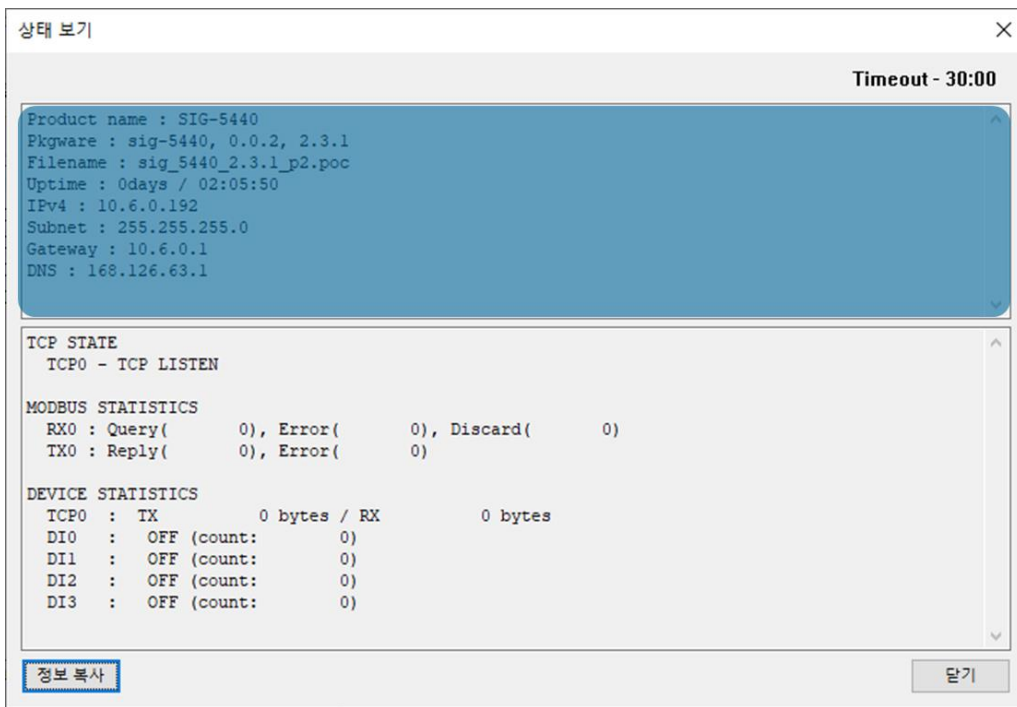 상태 보기
Timeout - 30:00
Product name : SIG-5440
Pkgware : sig-5440, 0.0.2, 2.3.1
Filename : sig_5440_2.3.1_p2.poc
Uptime : 0days / 02:05:50
IPv4 : 10.6.0.192
Subnet : 255.255.255.0
Gateway : 10.6.0.1
DNS : 168.126.63.1
TCP STATE
TCP0 - TCP LISTEN
MODBUS STATISTICS
RX0 : Query( 0), Error( 0), Discard( 0)
TX0 : Reply( 0), Error( 0)
DEVICE STATISTICS
TCP0 : TX 0 bytes / RX 0 bytes
DI0 : OFF (count: 0)
DI1 : OFF (count: 0)
DI2 : OFF (count: 0)
DI3 : OFF (count: 0)
정보 복사 닫기